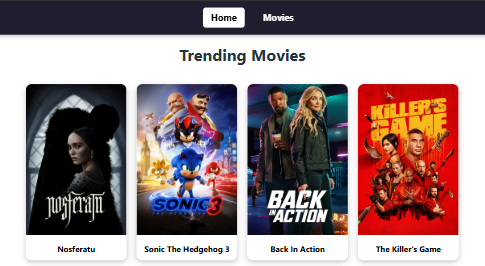 Home Movies
Trending Movies
nosferatu
SONIC 3
BACK
IN ACTION
KILLER'S
GAME
Nosferatu
Sonic The Hedgehog 3
Back In Action
The Killer's Game